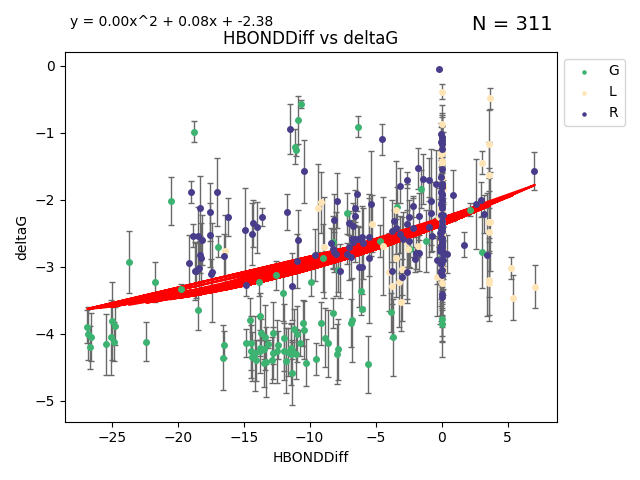 y = 0.00x^2 + 0.08x + -2.38
N = 311
HBONDDiff vs deltaG
deltaG
0
−1
−2
−3
−4
−5
−25
−20
−15
−10
−5
0
5
HBONDDiff
G
L
R